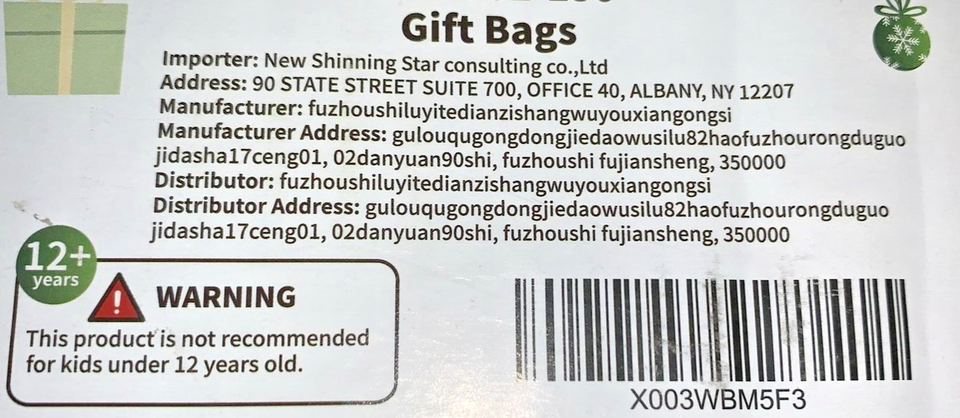 Gift Bags
Importer: New Shinning Star consulting co.,Ltd
Address: 90 STATE STREET SUITE 700, OFFICE 40, ALBANY, NY 12207
Manufacturer: fuzhoushiluyitedianzishangwuyouxiangongsi
Manufacturer Address: gulouqugongdongjiedaowusilu82haofuzhourongduguo
jidasha17ceng01, 02danyuan90shi, fuzhoushi fujiansheng, 350000
Distributor: fuzhoushiluyitedianzishangwuyouxiangongsi
Distributor Address: gulouqugongdongjiedaowusilu82haofuzhourongduguo
jidasha17ceng01, 02danyuan90shi, fuzhoushi fujiansheng, 350000
12+
years
WARNING
This product is not recommended
for kids under 12 years old.
X003WBM5F3